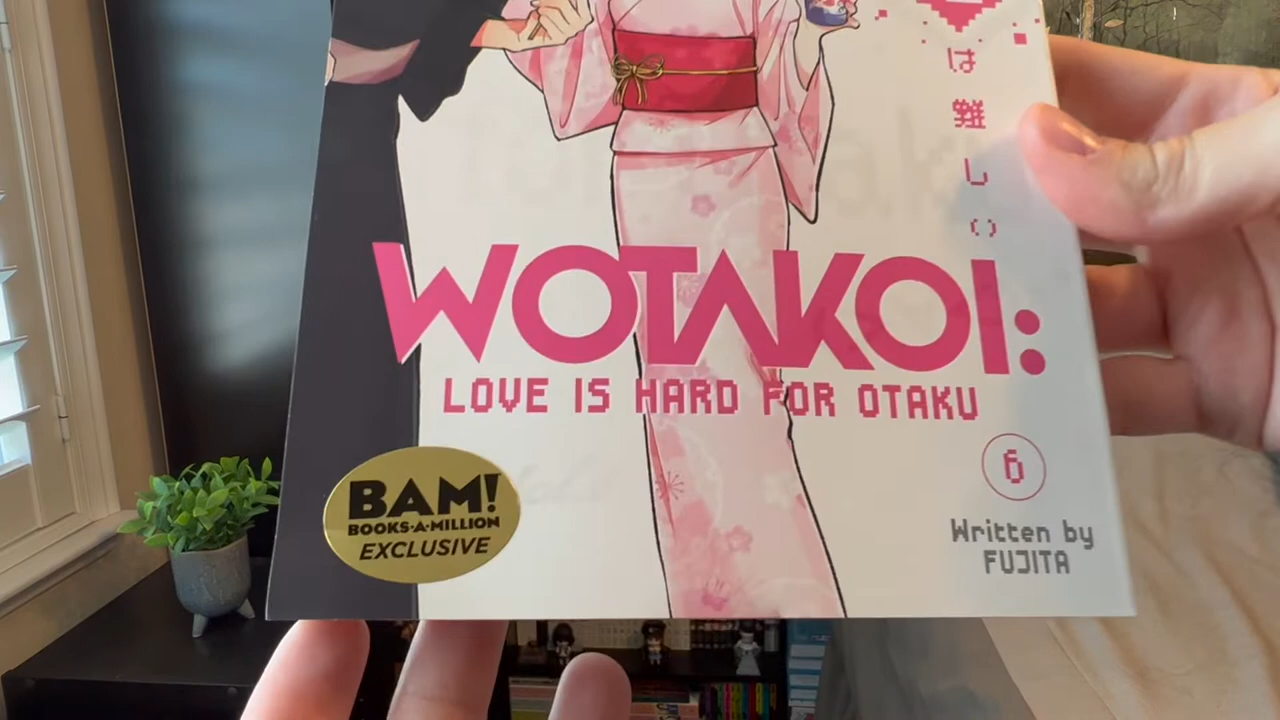 は難しい
WOTAKOI:
LOVE IS HARD FOR OTAKU
6
BAM!
BOOKS·A·MILLION
EXCLUSIVE
Written by
FUJITA